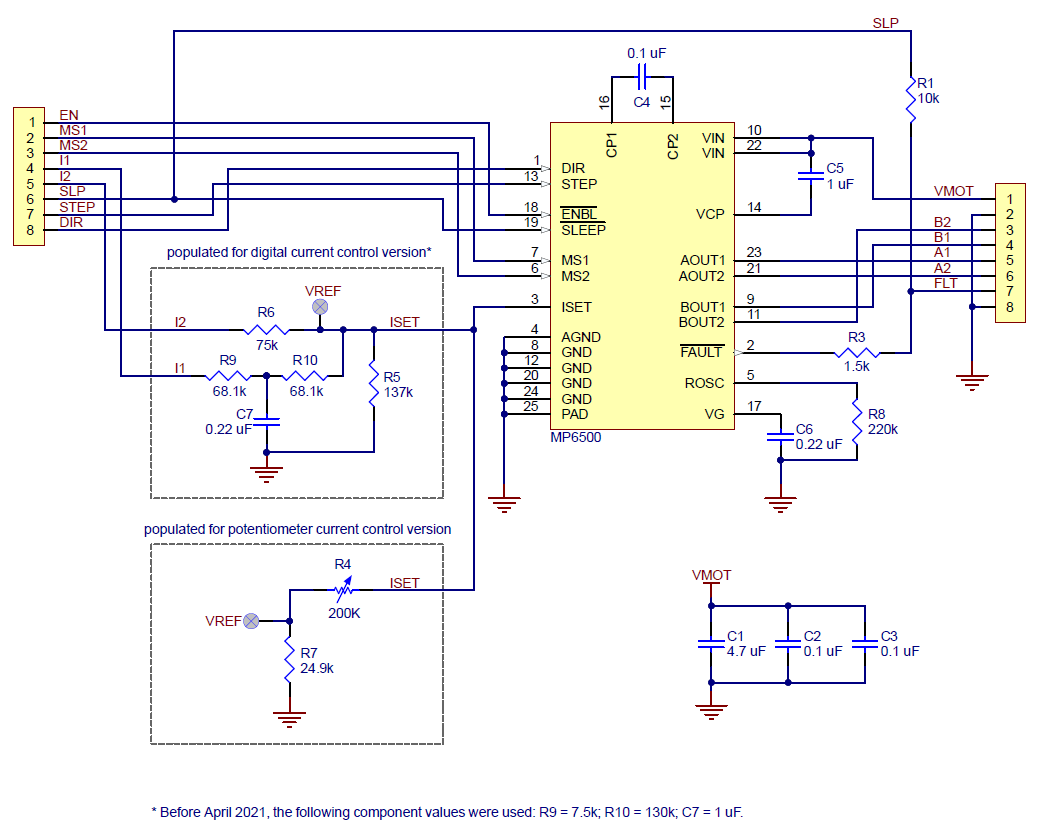 SLP
0.1 uF
C4
16
15
CP1
CP2
R1
10k
1
2
3
4
5
6
7
8
EN
MS1
MS2
I1
I2
SLP
STEP
DIR
1
13
18
19
7
6
3
4
8
12
20
24
25
DIR
STEP
ENBL
SLEEP
MS1
MS2
ISET
AGND
GND
GND
GND
GND
PAD
MP6500
VIN
VIN
VCP
AOUT1
AOUT2
BOUT1
BOUT2
FAULT
ROSC
VG
10
22
14
23
21
9
11
2
5
17
C5
1 uF
VMOT
B2
B1
A1
A2
FLT
1
2
3
4
5
6
7
8
R3
1.5k
R8
220k
C6
0.22 uF
populated for digital current control version*
VREF
R6
75k
I2
ISET
I1
R9
68.1k
R10
68.1k
R5
137k
C7
0.22 uF
populated for potentiometer current control version
R4
200K
ISET
VREF
R7
24.9k
VMOT
C1
4.7 uF
C2
0.1 uF
C3
0.1 uF
* Before April 2021, the following component values were used: R9 = 7.5k; R10 = 130k; C7 = 1 uF.